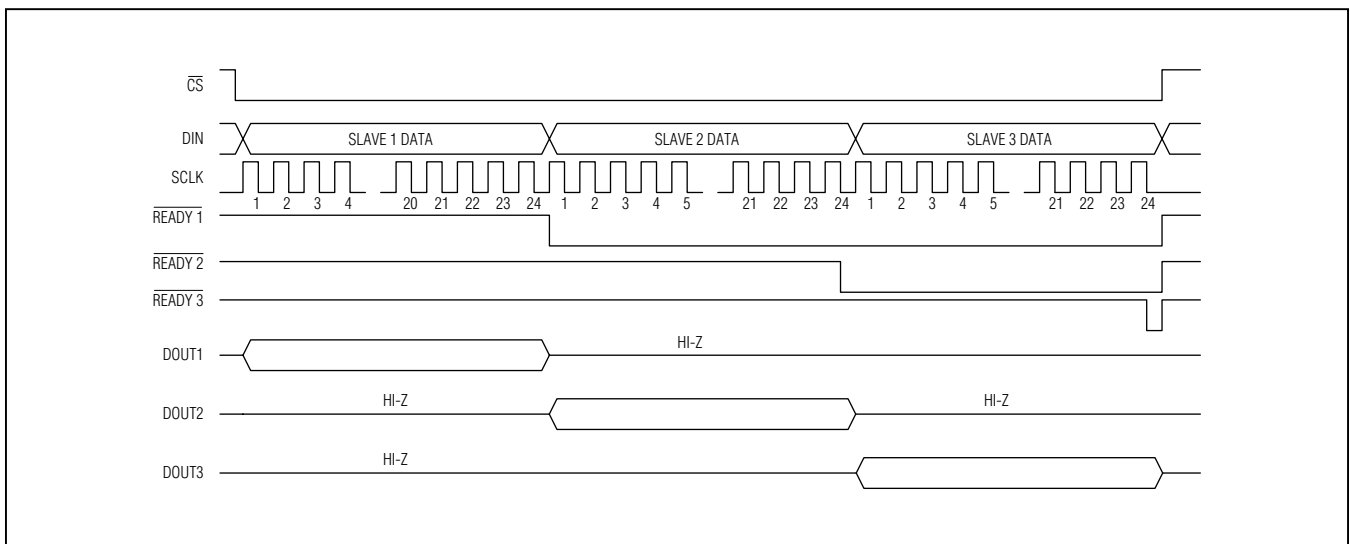 CS
DIN SLAVE 1 DATA SLAVE 2 DATA SLAVE 3 DATA
SCLK
1 2 3 4 20 21 22 23 24 1 2 3 4 5 21 22 23 24 1 2 3 4 5 21 22 23 24
READY 1
READY 2
READY 3
DOUT1 HI-Z
DOUT2 HI-Z HI-Z
DOUT3 HI-Z